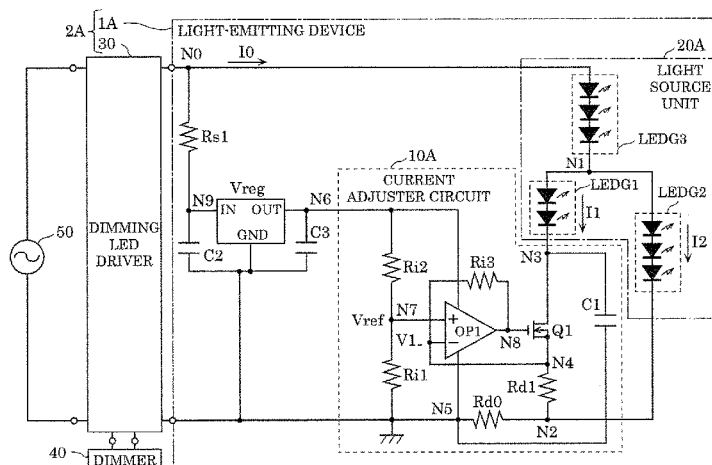 2A
1A
30
LIGHT-EMITTING DEVICE
N0
I0
20A
LIGHT
SOURCE
UNIT
LEDG3
Rs1
N1
10A
LEDG1
LEDG2
Vreg
N9
IN
OUT
GND
N6
CURRENT
ADJUSTER CIRCUIT
I1
I2
50
DIMMING
LED
DRIVER
C2
C3
N3
Ri2
Ri3
C1
N7
Vref
+
OP1
V1-
−
N8
Q1
N4
Ri1
Rd1
N5
Rd0
N2
40
DIMMER